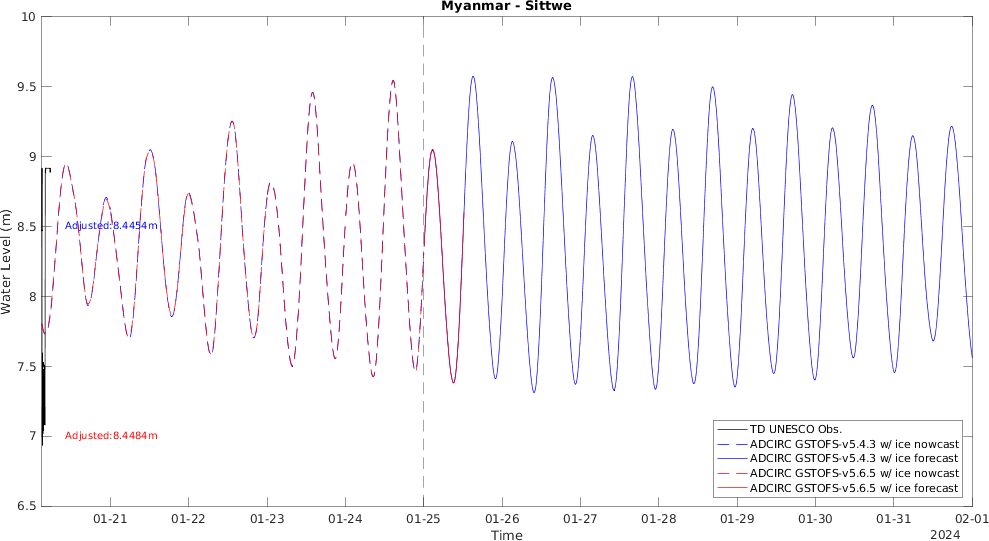 Myanmar - Sittwe
10
9.5
9
8.5
8
7.5
7
6.5
Water Level (m)
Adjusted:8.4454m
Adjusted:8.4484m
TD UNESCO Obs.
ADCIRC GSTOFS-v5.4.3 w/ ice nowcast
ADCIRC GSTOFS-v5.4.3 w/ ice forecast
ADCIRC GSTOFS-v5.6.5 w/ ice nowcast
ADCIRC GSTOFS-v5.6.5 w/ ice forecast
01-21 01-22 01-23 01-24 01-25 01-26 01-27 01-28 01-29 01-30 01-31 02-01
Time
2024